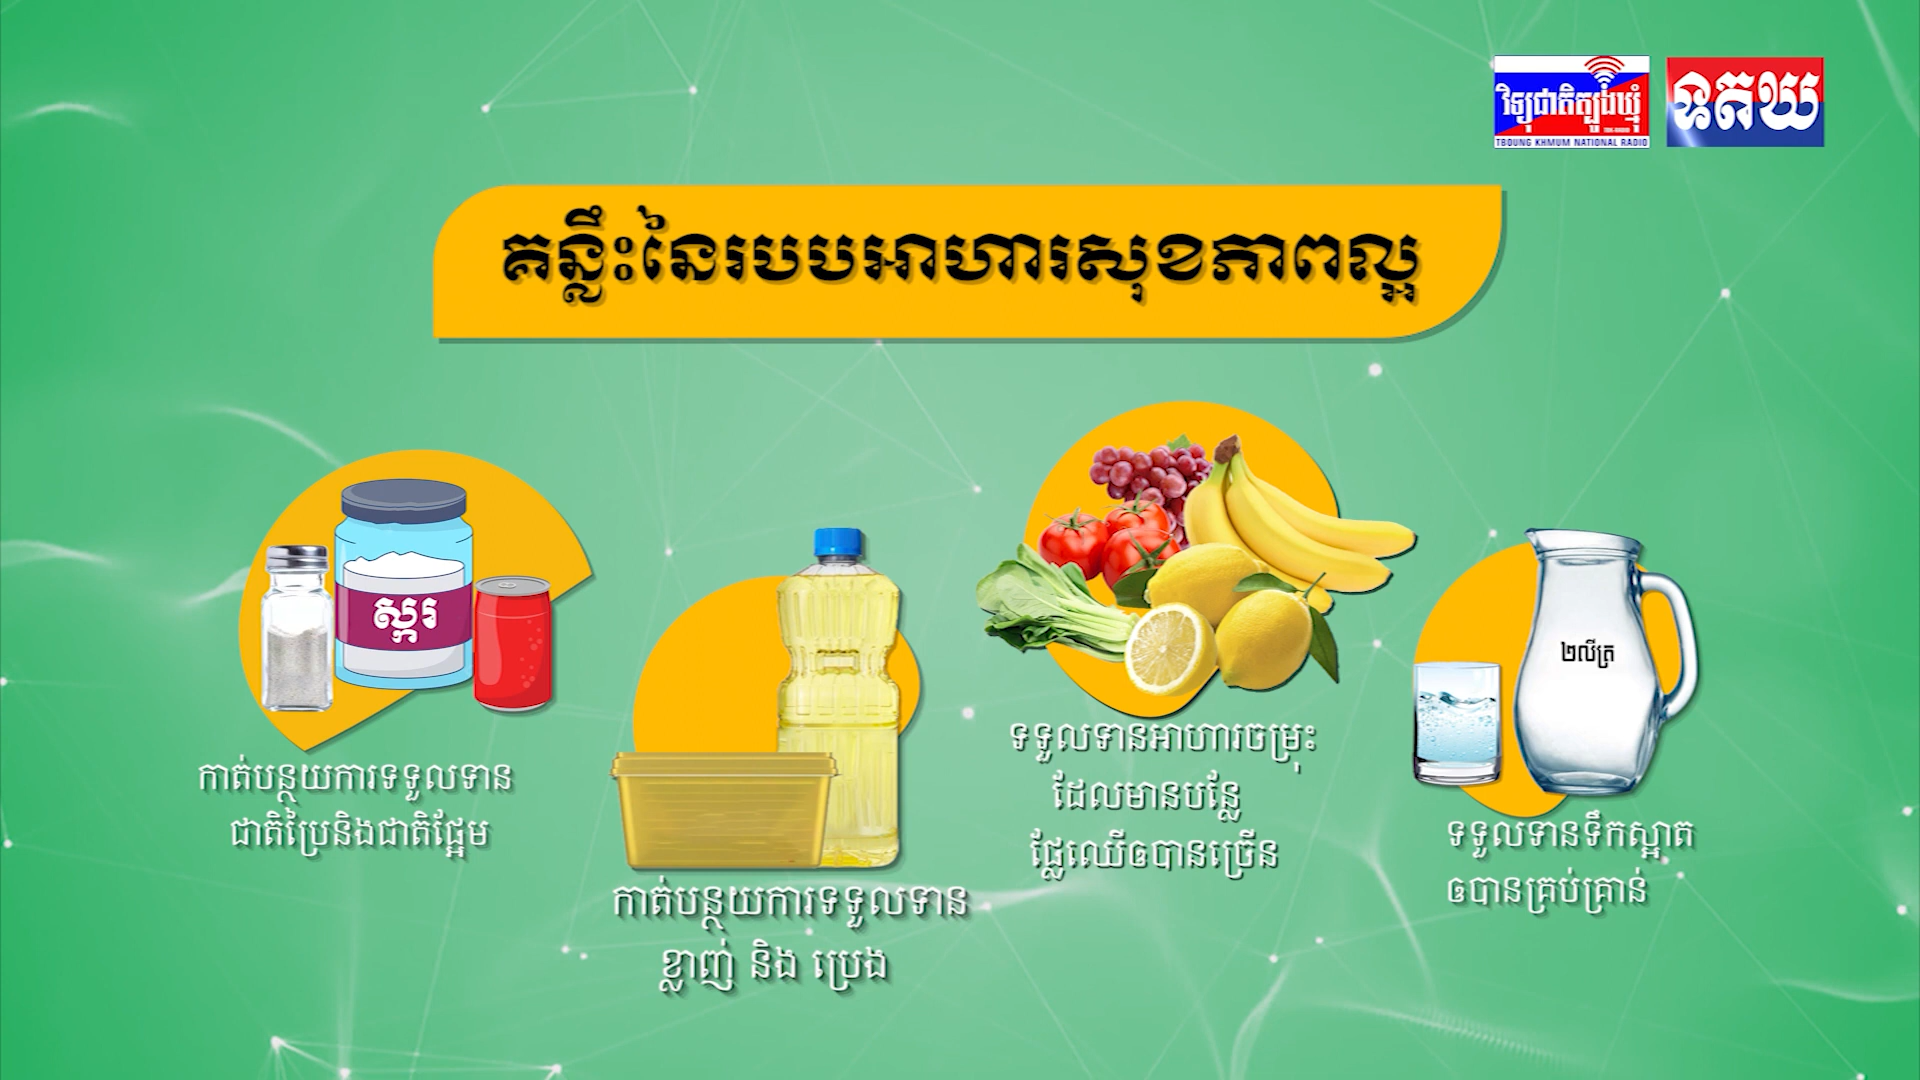 វិទ្យុជាតិត្បូងឃ្មុំ
TBOUNG KHMUM NATIONAL RADIO
ទតឃ
គន្លឹះនៃរបបអាហារសុខភាពល្អ
ស្ករ
កាត់បន្ថយការទទួលទាន
ជាតិប្រៃនិងជាតិផ្អែម
កាត់បន្ថយការទទួលទាន
ខ្លាញ់ និង ប្រេង
ទទួលទានអាហារចម្រុះ
ដែលមានបន្លែ
ផ្លែឈើឲបានច្រើន
២លីត្រ
ទទួលទានទឹកស្អាត
ឲបានគ្រប់គ្រាន់